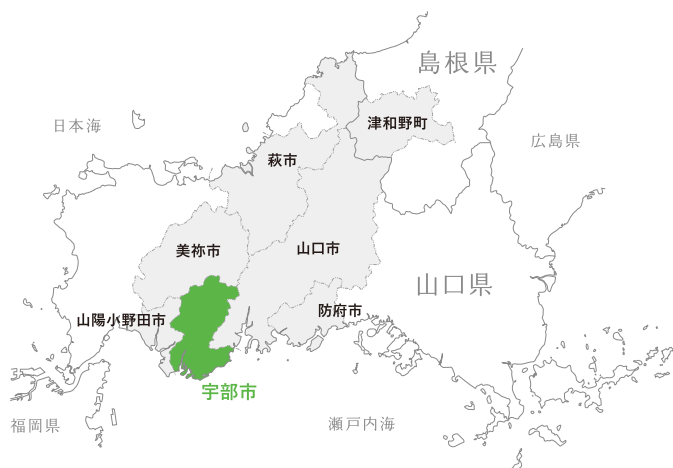 島根県
津和野町
日本海
広島県
萩市
美祢市
山口市
山口県
防府市
山陽小野田市
宇部市
福岡県
瀬戸内海